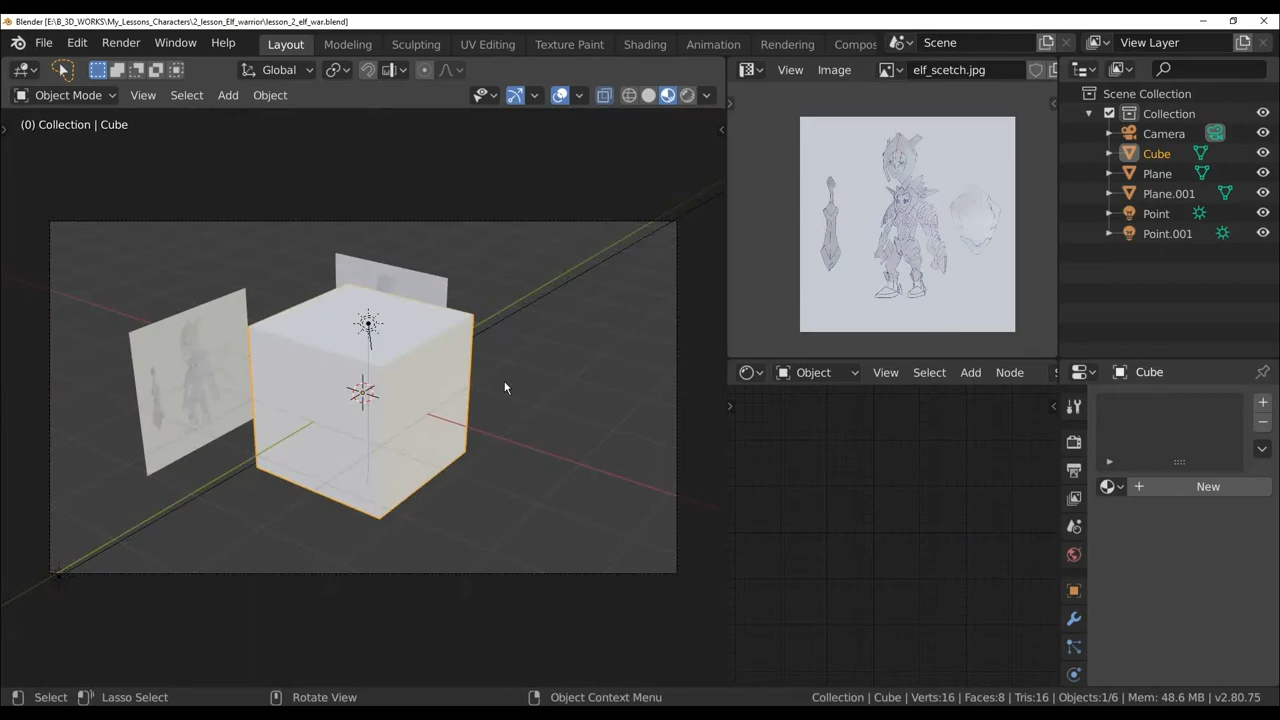 Blender [E:\B_3D_WORKS\My_Lessons_Characters\2_lesson_Elf_warrior\lesson_2_elf_war.blend]
File Edit Render Window Help Layout Modeling Sculpting UV Editing Texture Paint Shading Animation Rendering Compos Scene View Layer
Global View Image elf_scetch.jpg
Object Mode View Select Add Object
Scene Collection
(0) Collection | Cube
Collection
Camera
Cube
Plane
Plane.001
Point
Point.001
Object View Select Add Node S
Cube
New
Select Lasso Select Rotate View Object Context Menu Collection | Cube | Verts:16 | Faces:8 | Tris:16 | Objects:1/6 | Mem: 48.6 MB | v2.80.75